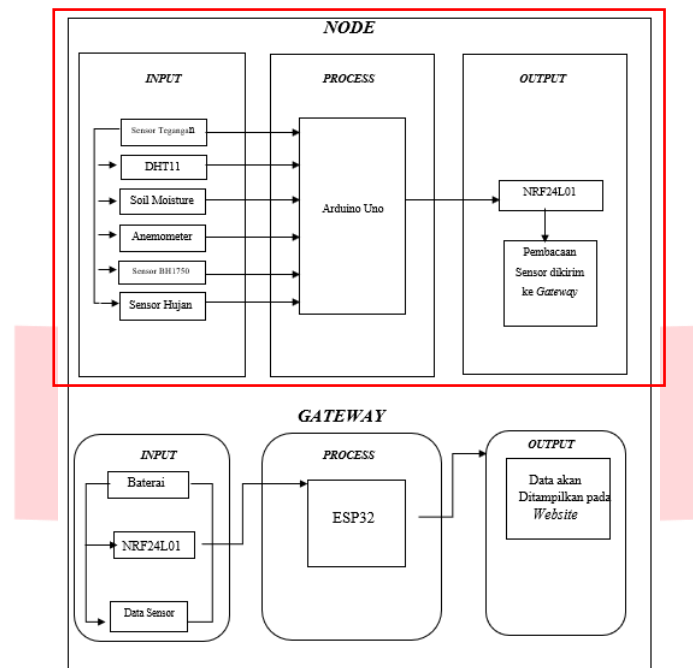 NODE
INPUT
PROCESS
OUTPUT
Sensor Tegangan
DHT11
Soil Moisture
Anemometer
Sensor BH1750
Sensor Hujan
Arduino Uno
NRF24L01
Pembacaan
Sensor dikirim
ke Gateway
GATEWAY
INPUT
PROCESS
OUTPUT
Baterai
NRF24L01
Data Sensor
ESP32
Data akan
Ditampilkan pada
Website